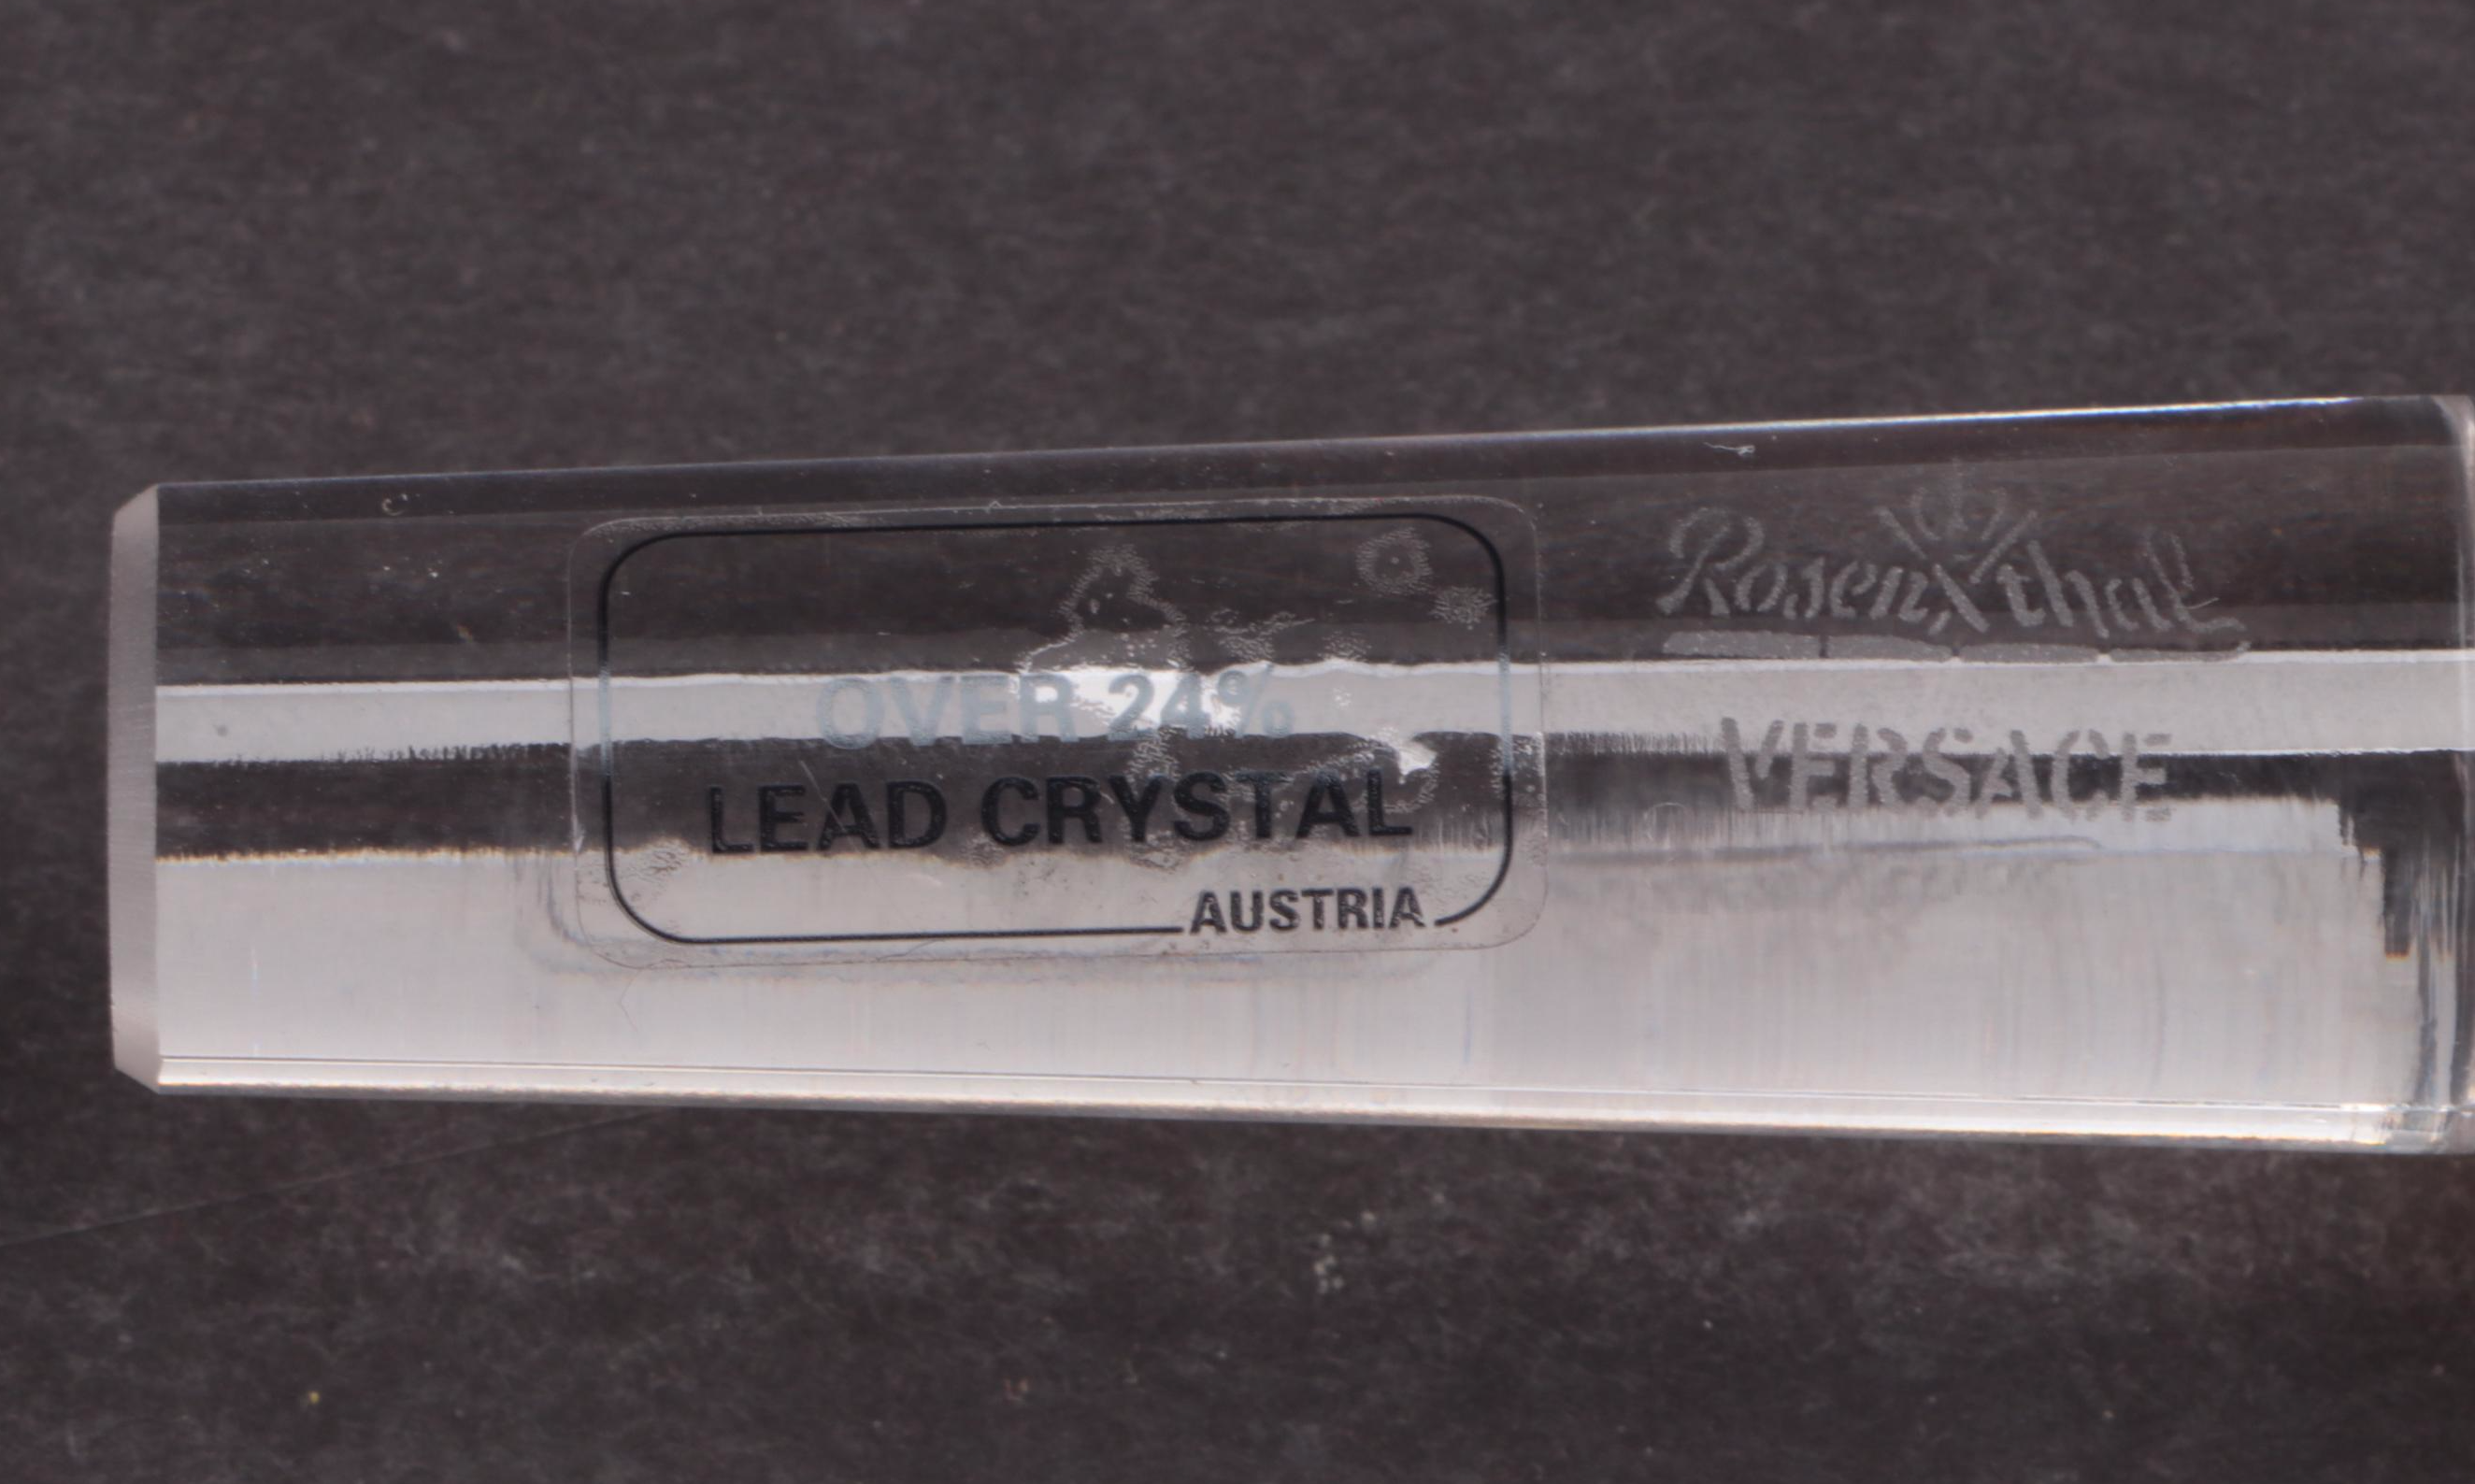 OVER 24%
LEAD CRYSTAL
AUSTRIA
Rosenthal
VERSACE